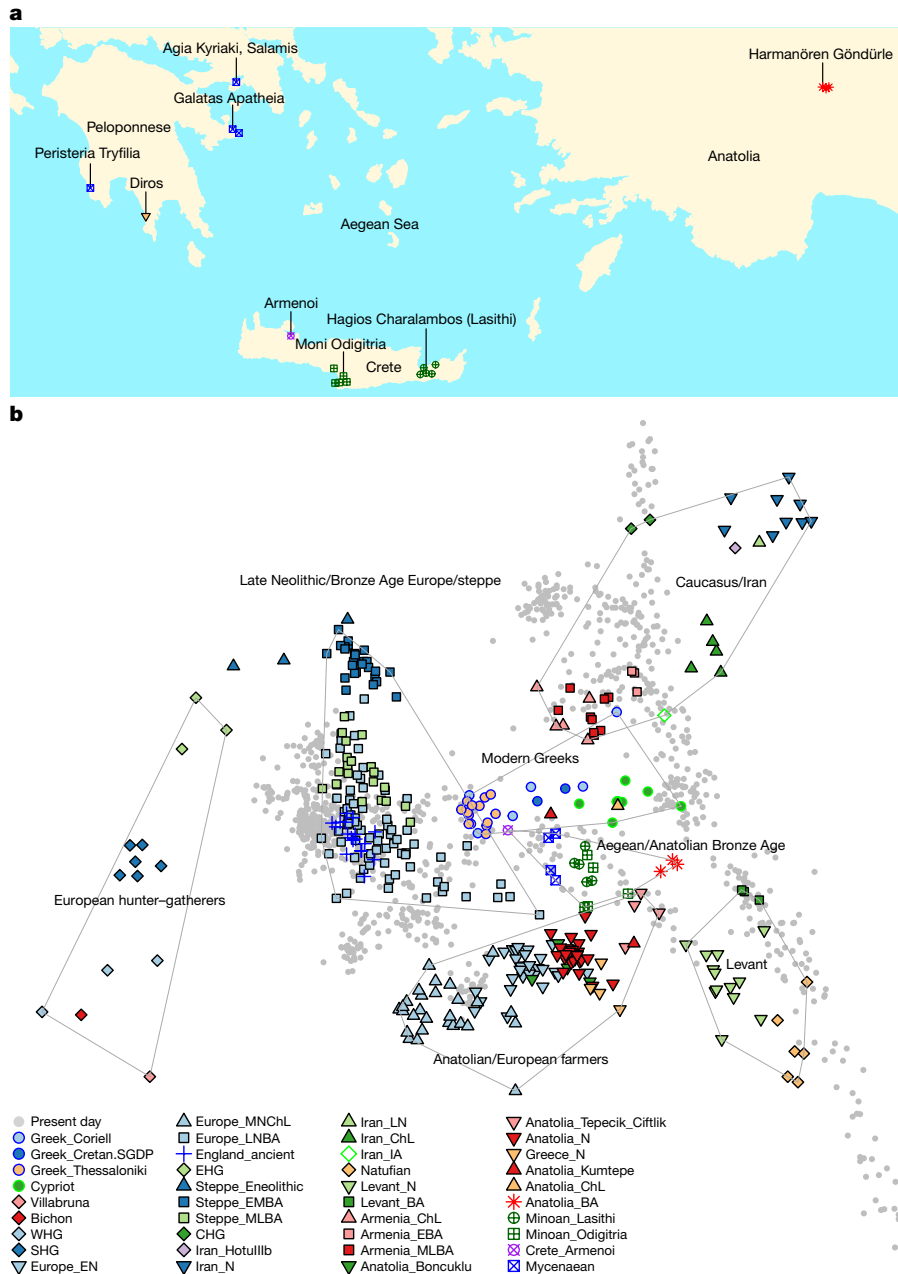 a
Agia Kyriaki, Salamis
Harmanören Göndürle
Galatas Apatheia
Peloponnese
Peristeria Tryfilia
Anatolia
Diros
Aegean Sea
Armenoi
Hagios Charalambos (Lasithi)
Moni Odigitria
Crete
b
Late Neolithic/Bronze Age Europe/steppe
Caucasus/Iran
Modern Greeks
Aegean/Anatolian Bronze Age
European hunter–gatherers
Levant
Anatolian/European farmers
Present day
Greek_Coriell
Greek_Cretan.SGDP
Greek_Thessaloniki
Cypriot
Villabruna
Bichon
WHG
SHG
Europe_EN
Europe_MNChL
Europe_LNBA
England_ancient
EHG
Steppe_Eneolithic
Steppe_EMBA
Steppe_MLBA
CHG
Iran_HotuIIIb
Iran_N
Iran_LN
Iran_ChL
Iran_IA
Natufian
Levant_N
Levant_BA
Armenia_ChL
Armenia_EBA
Armenia_MLBA
Anatolia_Boncuklu
Anatolia_Tepecik_Ciftlik
Anatolia_N
Greece_N
Anatolia_Kumtepe
Anatolia_ChL
Anatolia_BA
Minoan_Lasithi
Minoan_Odigitria
Crete_Armenoi
Mycenaean